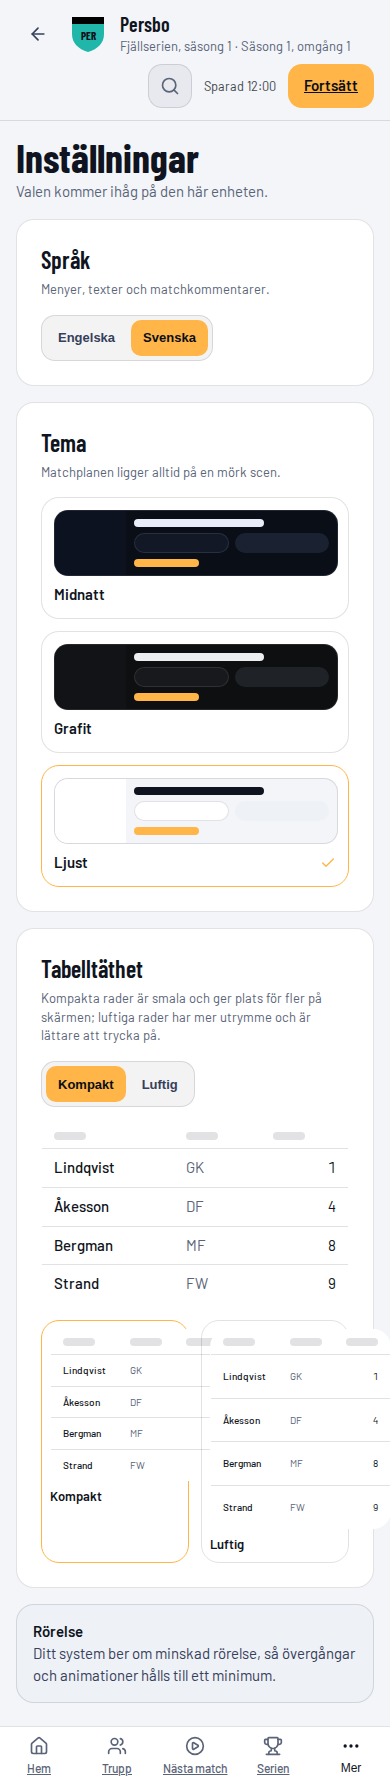 PER
Persbo
Fjällserien, säsong 1 · Säsong 1, omgång 1
Sparad 12:00
Fortsätt
Inställningar
Valen kommer ihåg på den här enheten.
Språk
Menyer, texter och matchkommentarer.
Engelska Svenska
Tema
Matchplanen ligger alltid på en mörk scen.
Midnatt
Grafit
Ljust
Tabelltäthet
Kompakta rader är smala och ger plats för fler på
skärmen; luftiga rader har mer utrymme och är
lättare att trycka på.
Kompakt Luftig
Lindqvist GK 1
Åkesson DF 4
Bergman MF 8
Strand FW 9
Lindqvist GK
Åkesson DF
Bergman MF
Strand FW
Kompakt
Lindqvist GK 1
Åkesson DF 4
Bergman MF 8
Strand FW 9
Luftig
Rörelse
Ditt system ber om minskad rörelse, så övergångar
och animationer hålls till ett minimum.
Hem Trupp Nästa match Serien Mer